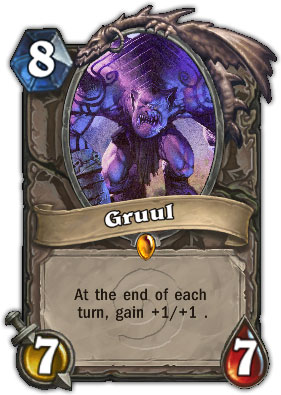 8
Gruul
At the end of each
turn, gain +1/+1 .
7 7